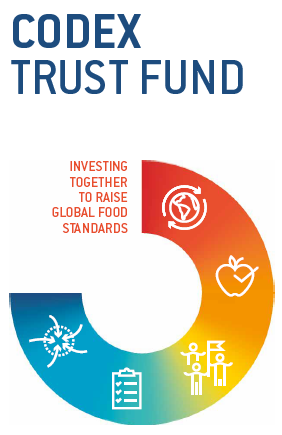 CODEX
TRUST FUND
INVESTING
TOGETHER
TO RAISE
GLOBAL FOOD
STANDARDS